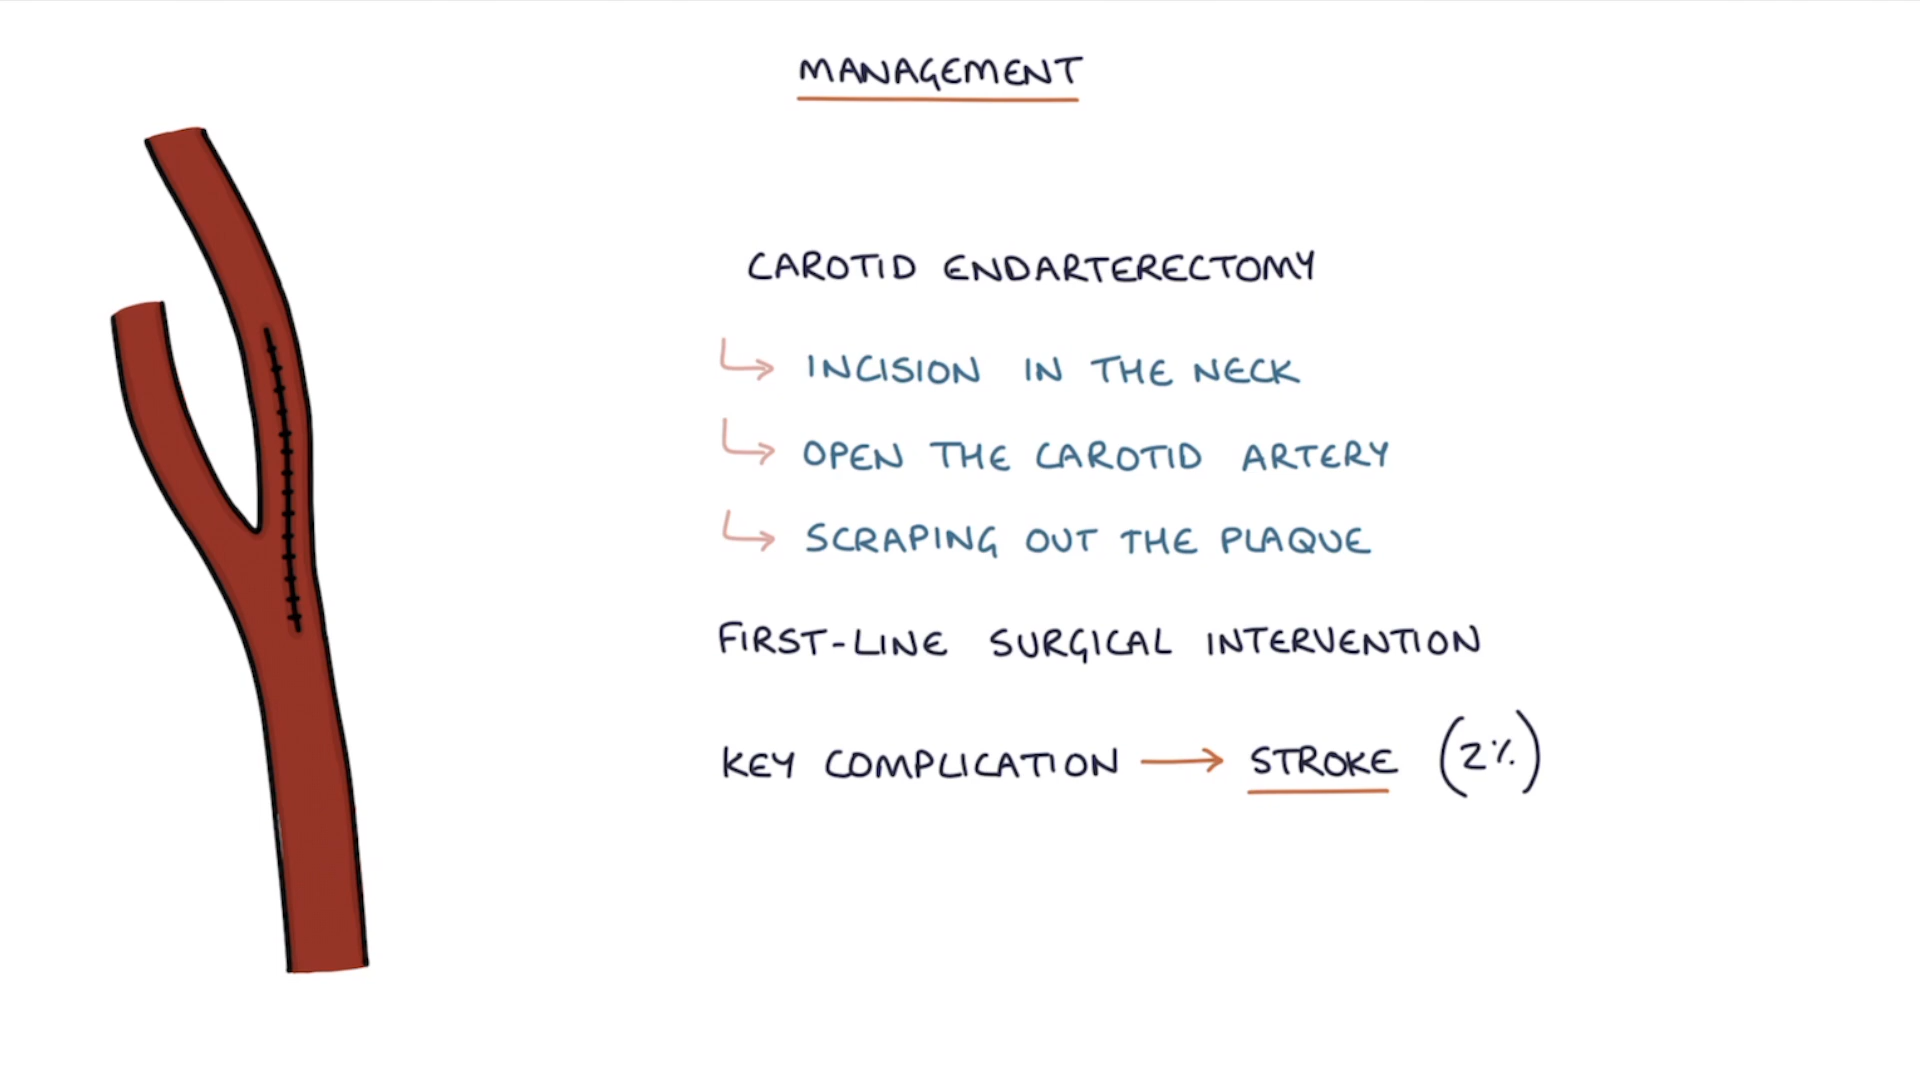 MANAGEMENT
CAROTID ENDARTERECTOMY
↳ INCISION IN THE NECK
↳ OPEN THE CAROTID ARTERY
↳ SCRAPING OUT THE PLAQUE
FIRST-LINE SURGICAL INTERVENTION
KEY COMPLICATION → STROKE (2%)